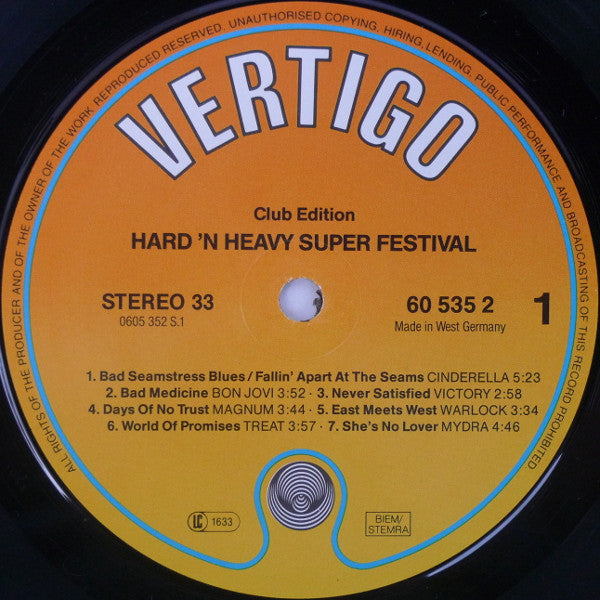 ALL RIGHTS OF THE PRODUCER AND OF THE OWNER OF THE WORK REPRODUCED RESERVED. UNAUTHORISED COPYING, HIRING, LENDING, PUBLIC PERFORMANCE AND BROADCASTING OF THIS RECORD PROHIBITED.
VERTIGO
Club Edition
HARD 'N HEAVY SUPER FESTIVAL
STEREO 33 60 535 2 1
0605 352 S.1 Made in West Germany
1. Bad Seamstress Blues / Fallin' Apart At The Seams CINDERELLA 5:23
2. Bad Medicine BON JOVI 3:52 · 3. Never Satisfied VICTORY 2:58
4. Days Of No Trust MAGNUM 3:44 · 5. East Meets West WARLOCK 3:34
6. World Of Promises TREAT 3:57 · 7. She's No Lover MYDRA 4:46
LC 1633
BIEM/
STEMRA